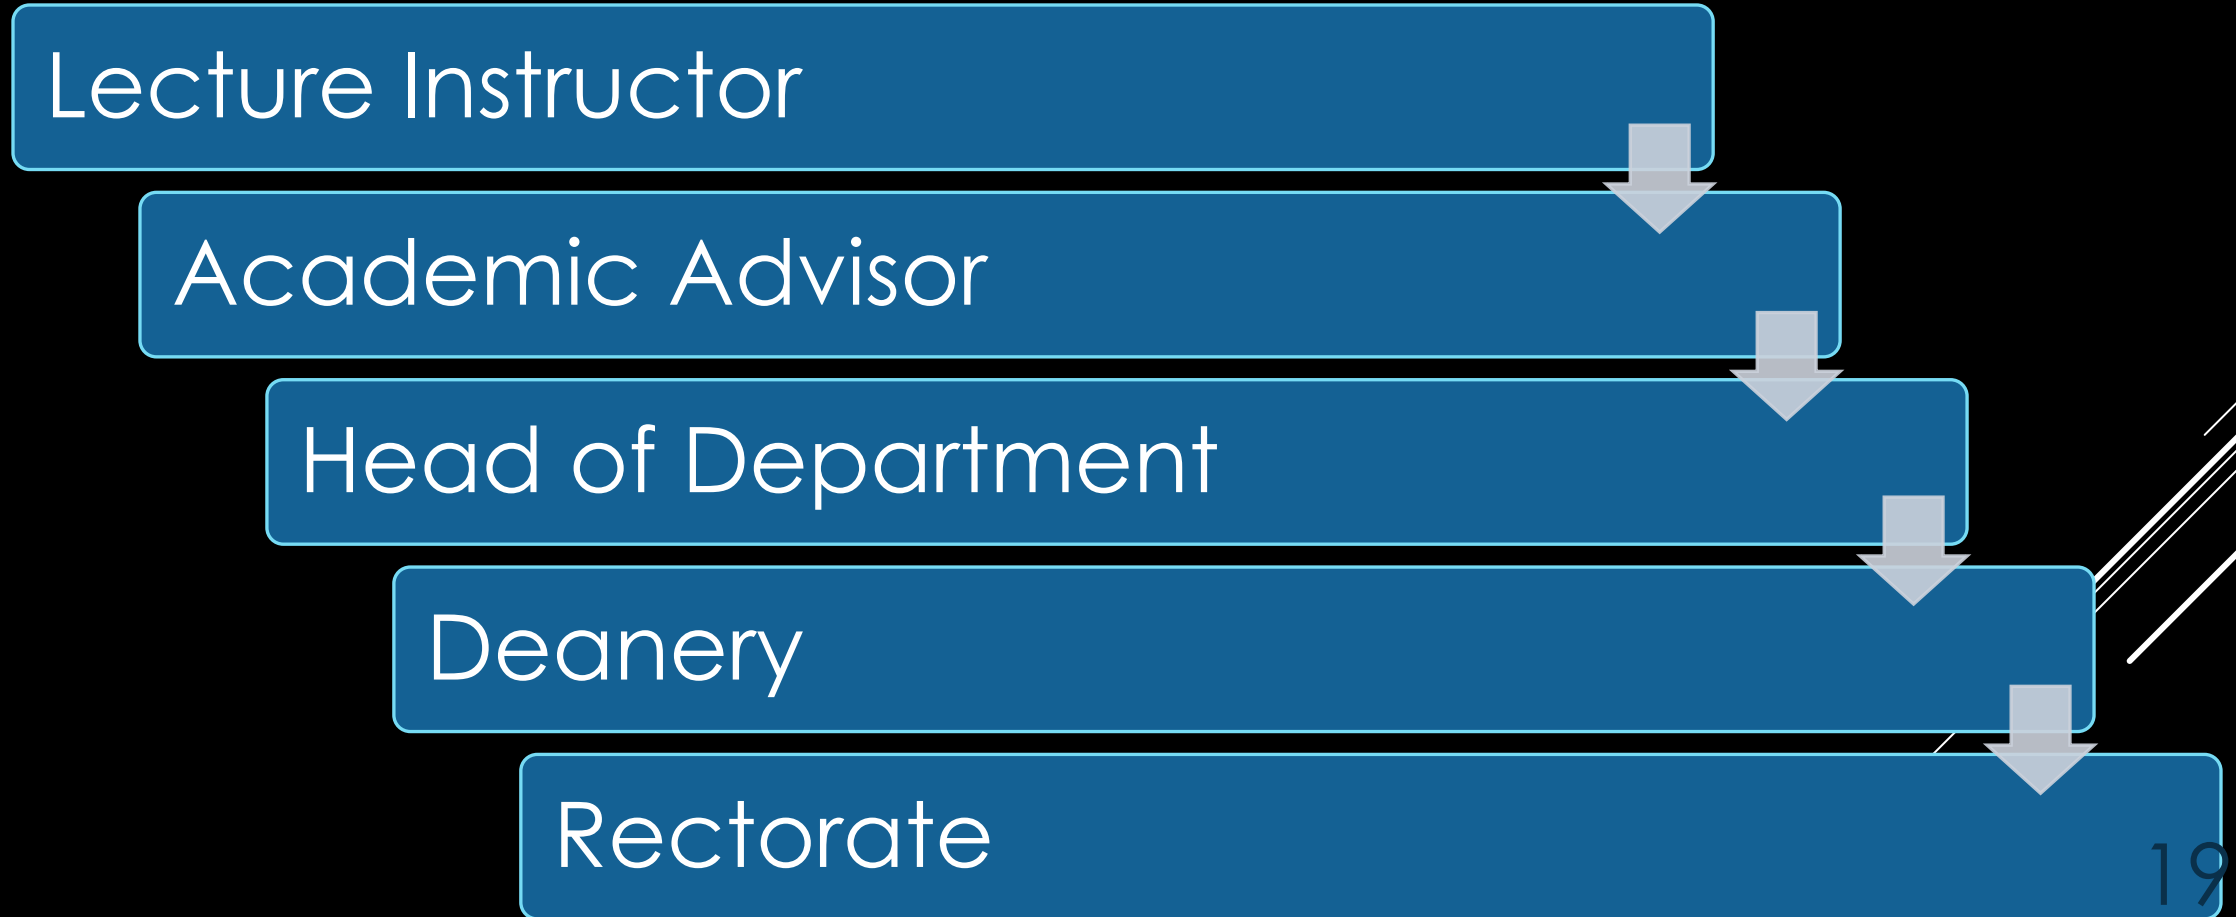 Lecture Instructor
Academic Advisor
Head of Department
Deanery
Rectorate
19